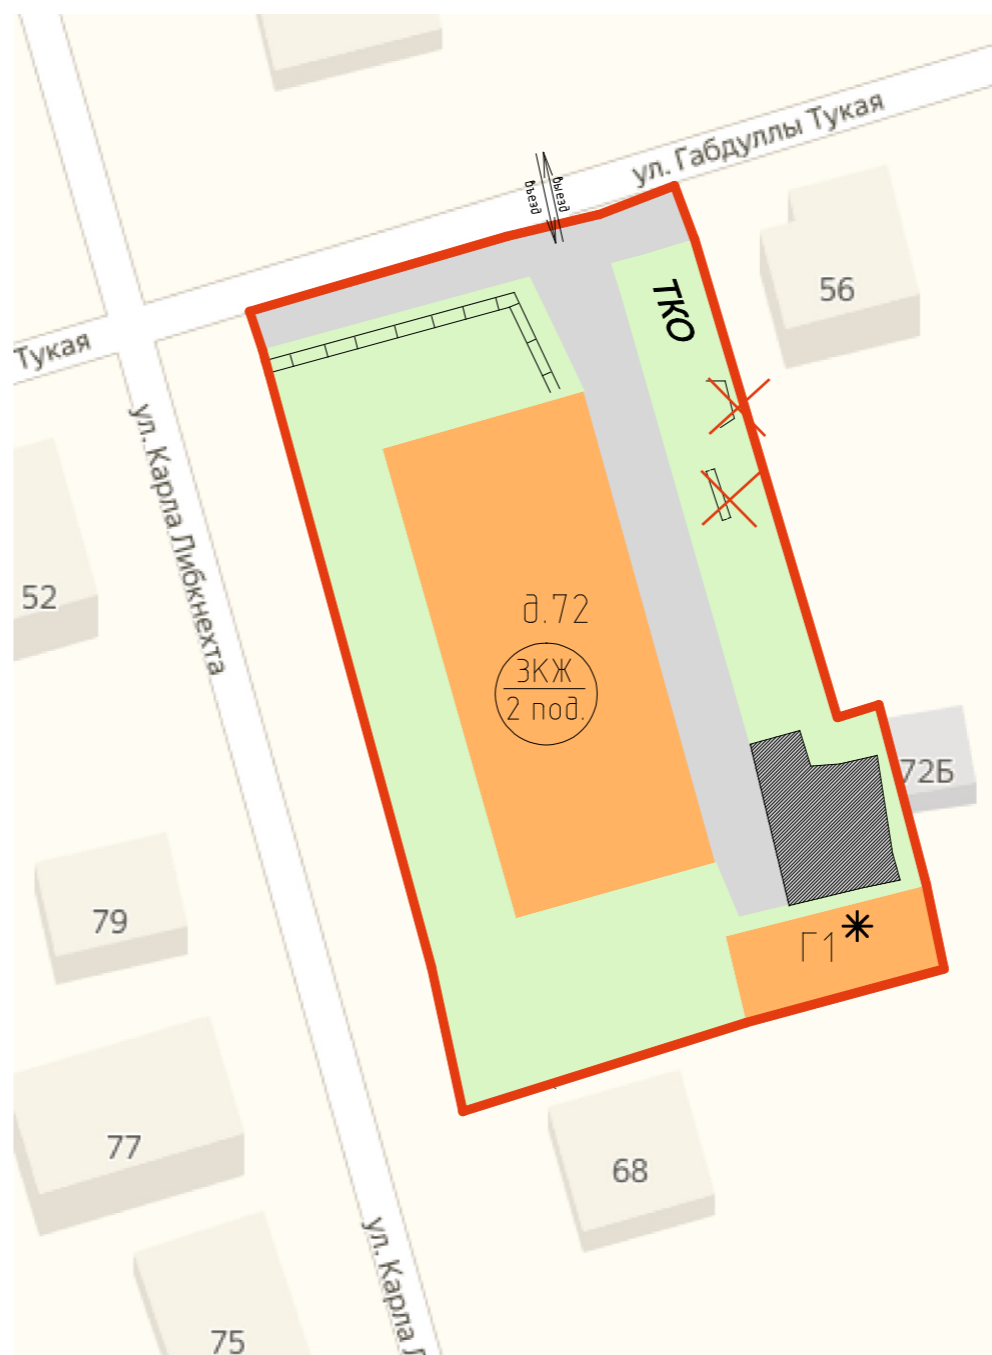 ул. Габдуллы Тукая
въезд
выезд
56
ТКО
Тукая
ул. Карла Либкнехта
52
д.72
3КЖ
2 под.
72Б
79
Г1
77
68
ул. Карла Л
75